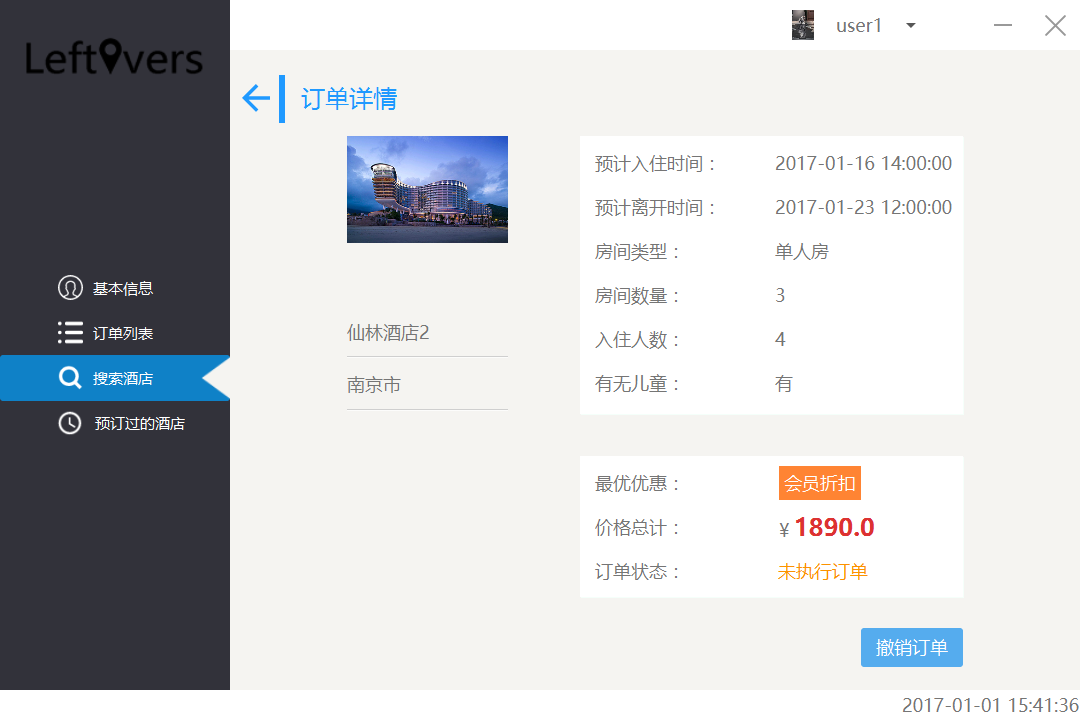 Leftovers
user1
订单详情
基本信息
订单列表
搜索酒店
预订过的酒店
仙林酒店2
南京市
预计入住时间： 2017-01-16 14:00:00
预计离开时间： 2017-01-23 12:00:00
房间类型： 单人房
房间数量： 3
入住人数： 4
有无儿童： 有
最优优惠： 会员折扣
价格总计： ¥ 1890.0
订单状态： 未执行订单
撤销订单
2017-01-01 15:41:36